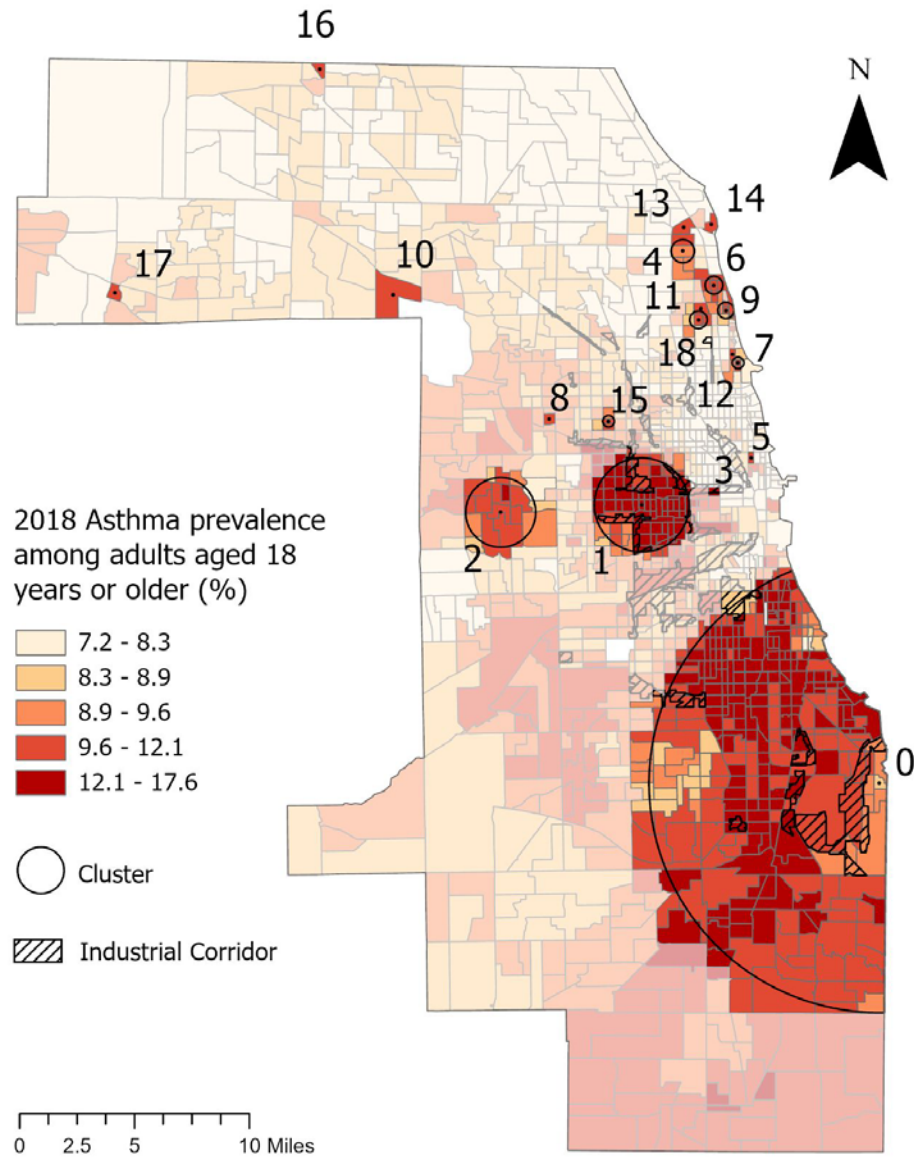 16
N
13
14
17
10
4
6
11
9
18
7
12
8
15
5
3
2
1
2018 Asthma prevalence
among adults aged 18
years or older (%)
7.2 - 8.3
8.3 - 8.9
8.9 - 9.6
9.6 - 12.1
12.1 - 17.6
0
Cluster
Industrial Corridor
0 2.5 5 10 Miles